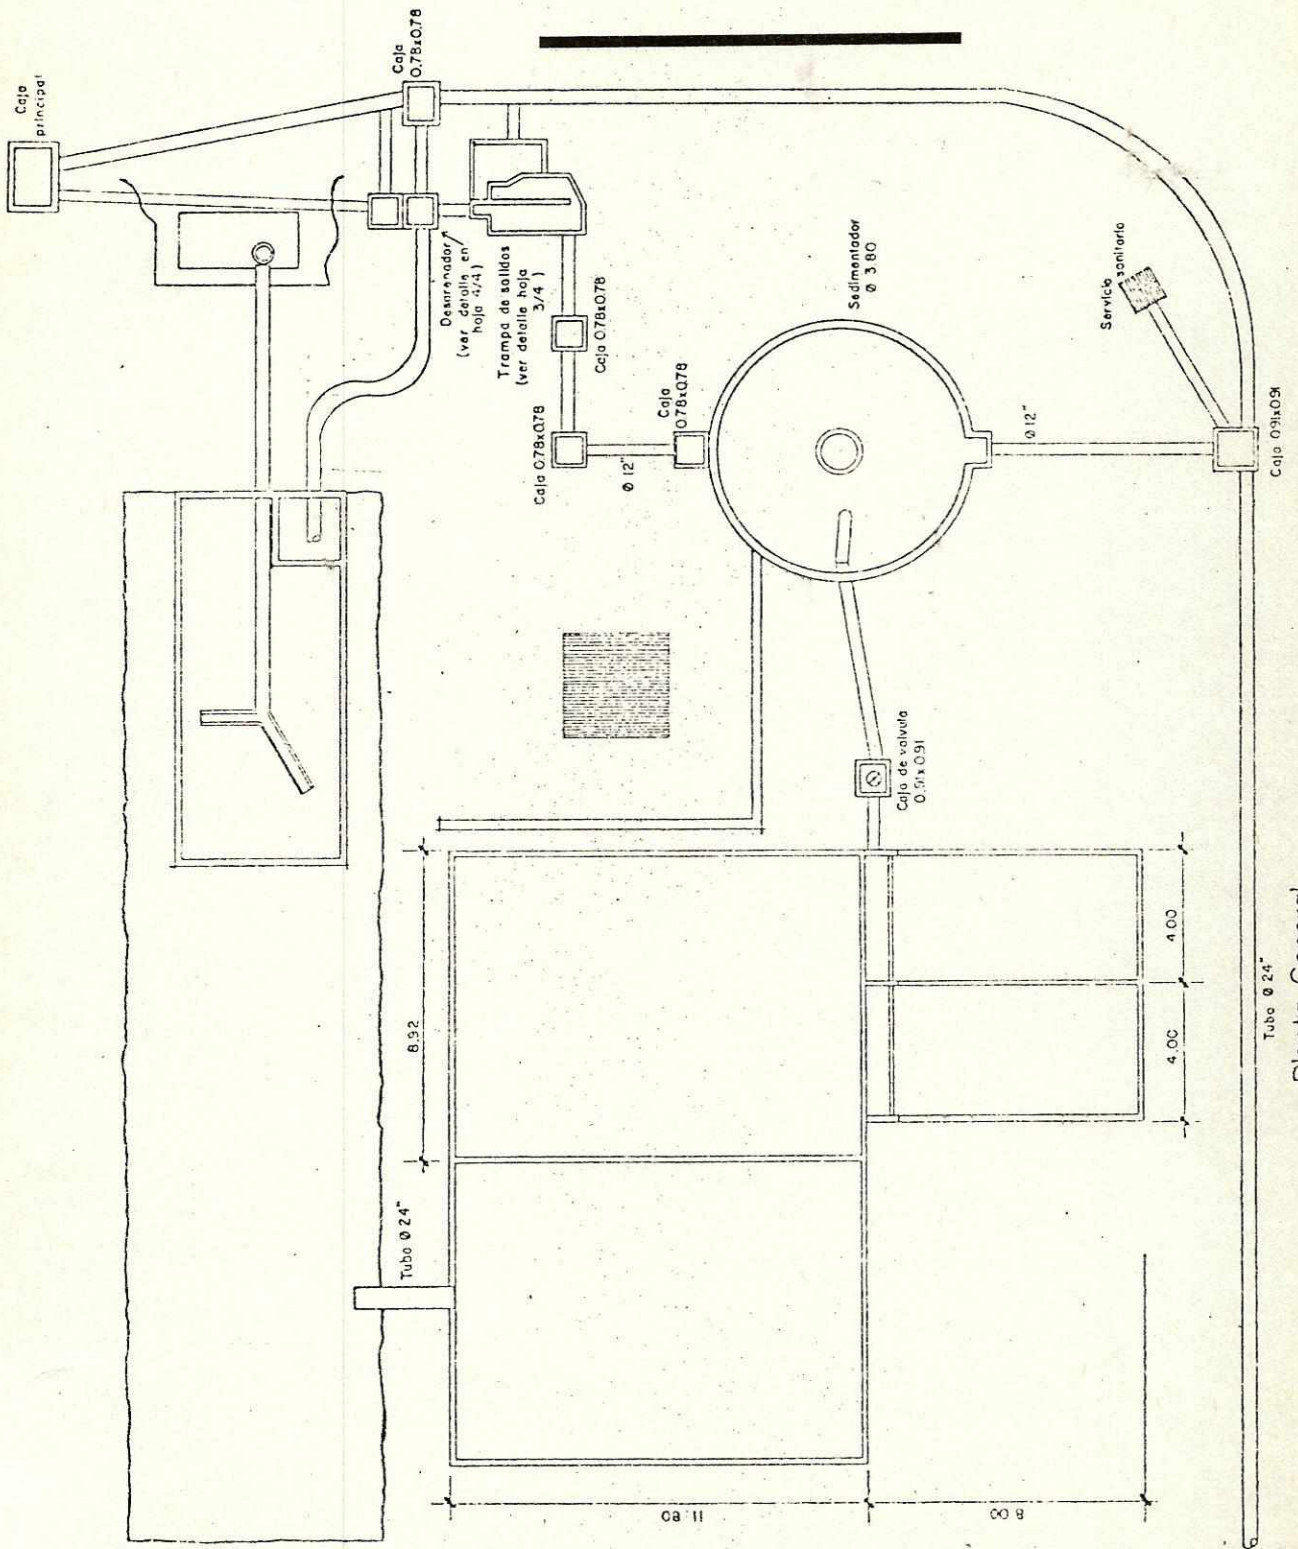 Caja
principal
Caja
0.78x0.78
Desarenador
(ver detalle en
hoja 4/4)
Trampa de solidos
(ver detalle hoja
3/4)
Caja 0.78x0.78
Caja 0.78x0.78
Ø 12"
Caja
0.78x0.78
Sedimentador
Ø 3.80
Ø 12"
Servicio sanitario
Caja 0.91x0.91
Caja de valvula
0.91x0.91
8.92
4.00
4.00
Tubo Ø 24"
Tubo Ø 24"
11.80
8.00
Planta General